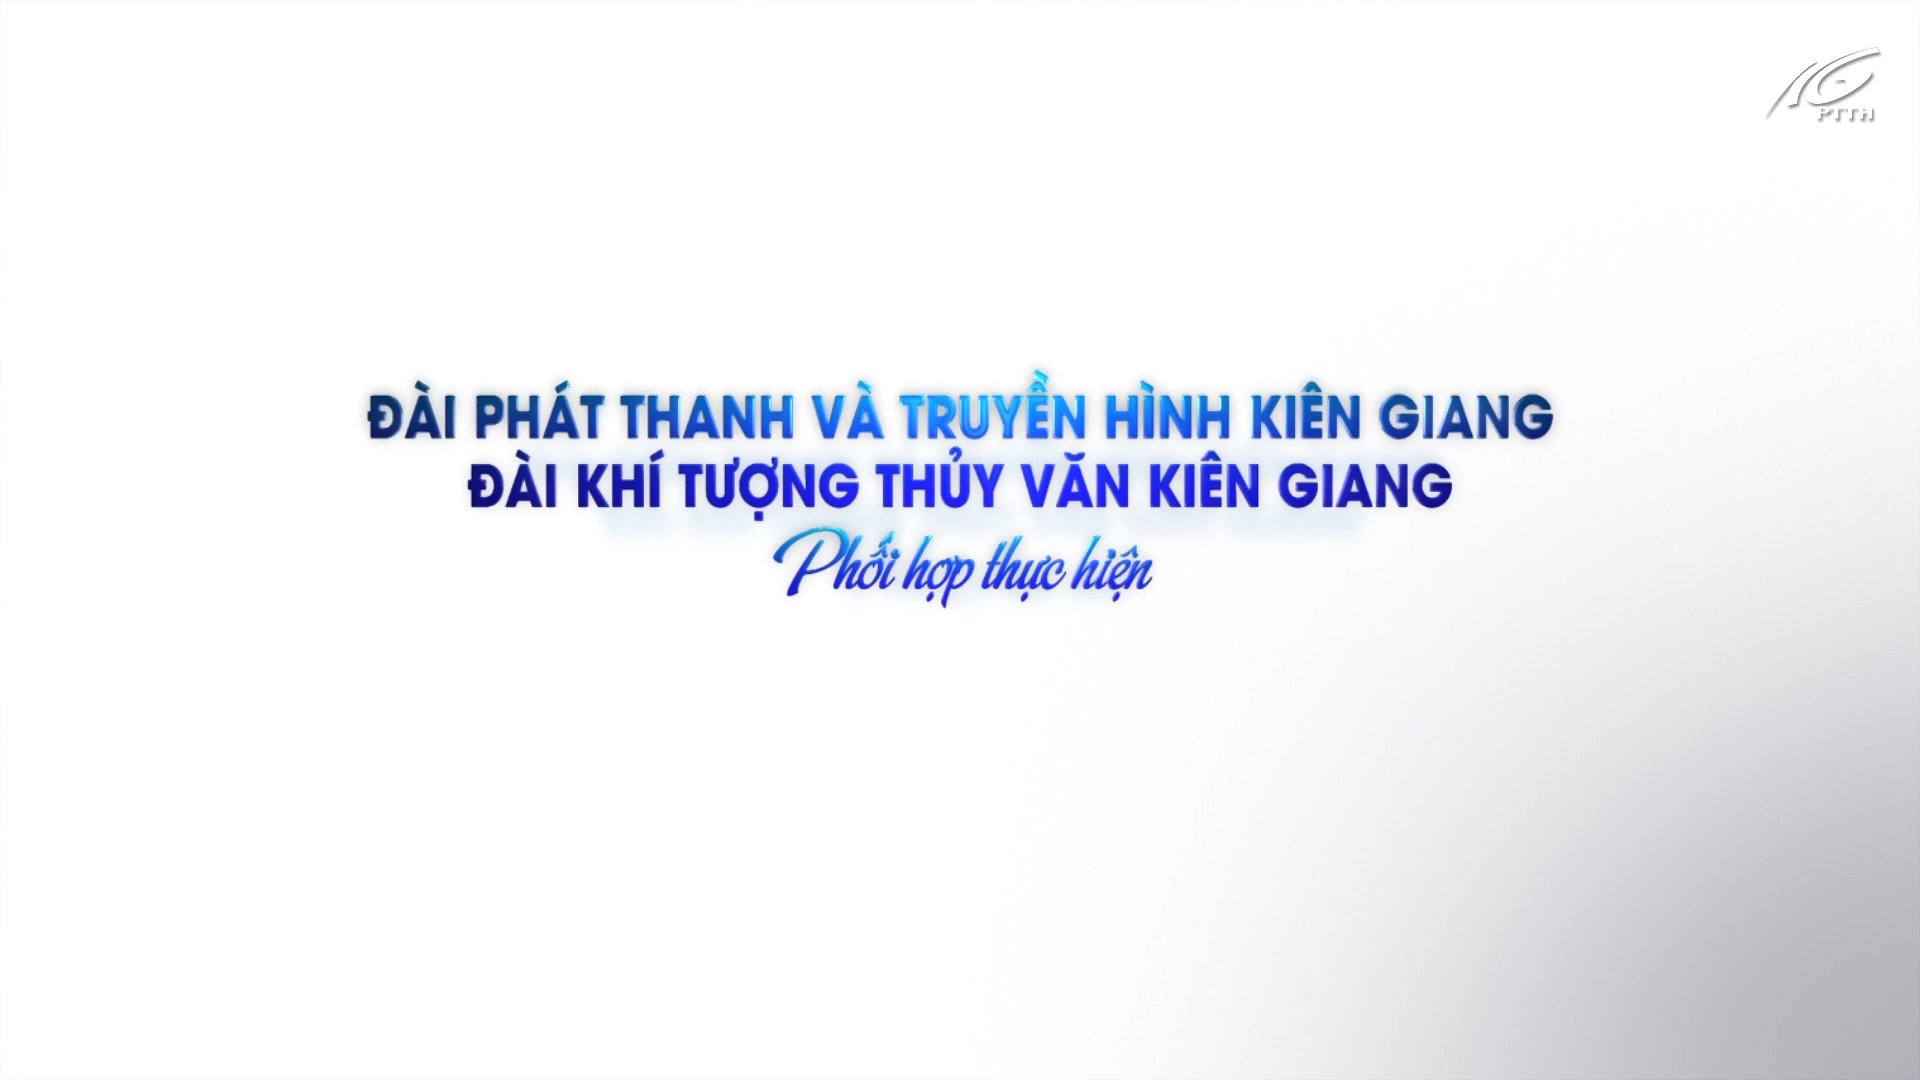 PTTH
ĐÀI PHÁT THANH VÀ TRUYỀN HÌNH KIÊN GIANG
ĐÀI KHÍ TƯỢNG THỦY VĂN KIÊN GIANG
Phối hợp thực hiện